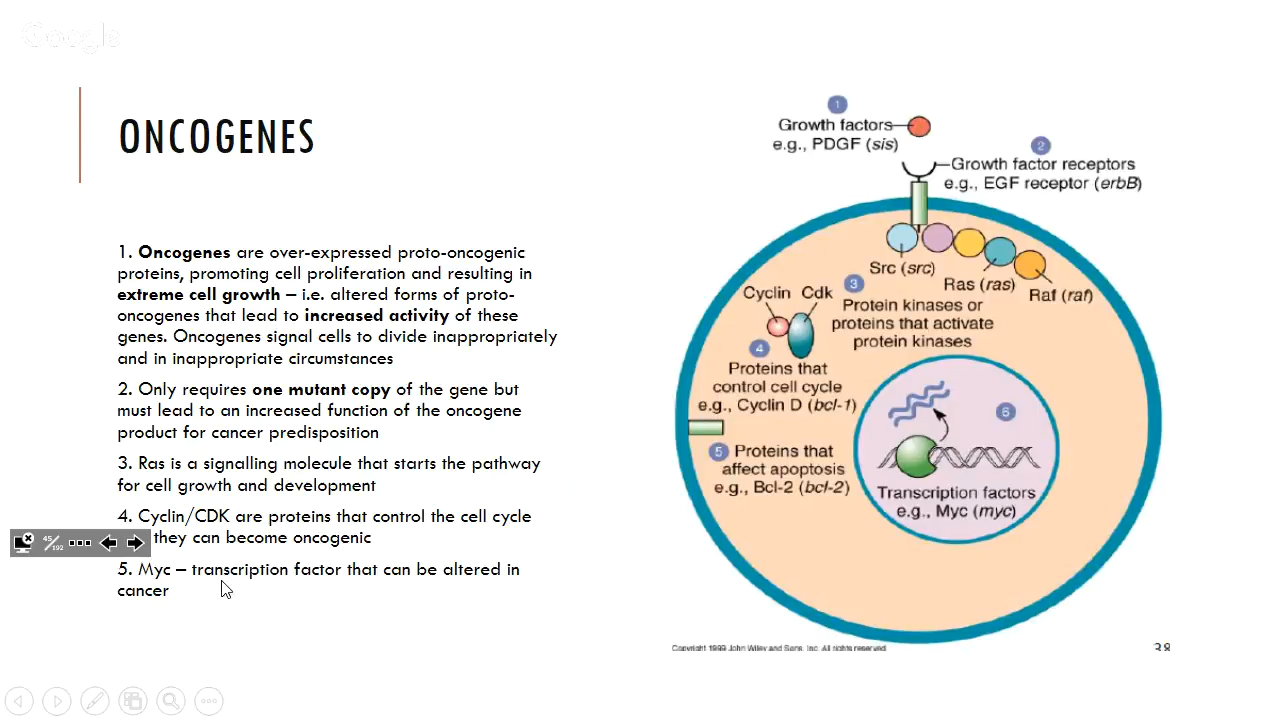 Google
ONCOGENES
1. Oncogenes are over-expressed proto-oncogenic
proteins, promoting cell proliferation and resulting in
extreme cell growth – i.e. altered forms of proto-
oncogenes that lead to increased activity of these
genes. Oncogenes signal cells to divide inappropriately
and in inappropriate circumstances
2. Only requires one mutant copy of the gene but
must lead to an increased function of the oncogene
product for cancer predisposition
3. Ras is a signalling molecule that starts the pathway
for cell growth and development
4. Cyclin/CDK are proteins that control the cell cycle
they can become oncogenic
5. Myc – transcription factor that can be altered in
cancer
45/192
1
Growth factors
e.g., PDGF (sis)
2
Growth factor receptors
e.g., EGF receptor (erbB)
Src (src)
Ras (ras)
Raf (raf)
3
Protein kinases or
proteins that activate
protein kinases
Cyclin Cdk
4
Proteins that
control cell cycle
e.g., Cyclin D (bcl-1)
5 Proteins that
affect apoptosis
e.g., Bcl-2 (bcl-2)
6
Transcription factors
e.g., Myc (myc)
Copyright 1999 John Wiley and Sons, Inc. All rights reserved
38